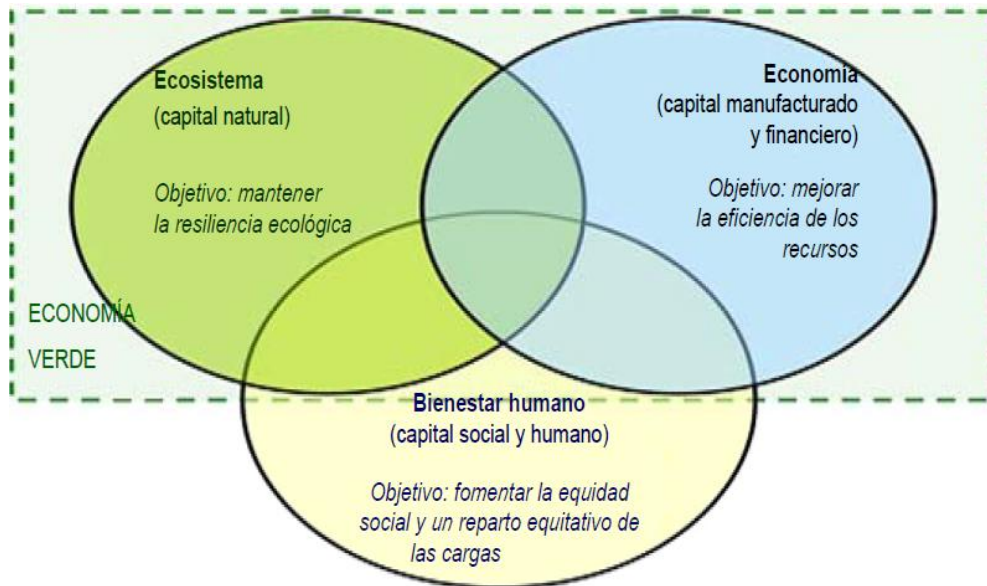 Ecosistema
(capital natural)
Objetivo: mantener
la resiliencia ecológica
Economía
(capital manufacturado
y financiero)
Objetivo: mejorar
la eficiencia de los
recursos
ECONOMÍA
VERDE
Bienestar humano
(capital social y humano)
Objetivo: fomentar la equidad
social y un reparto equitativo de
las cargas